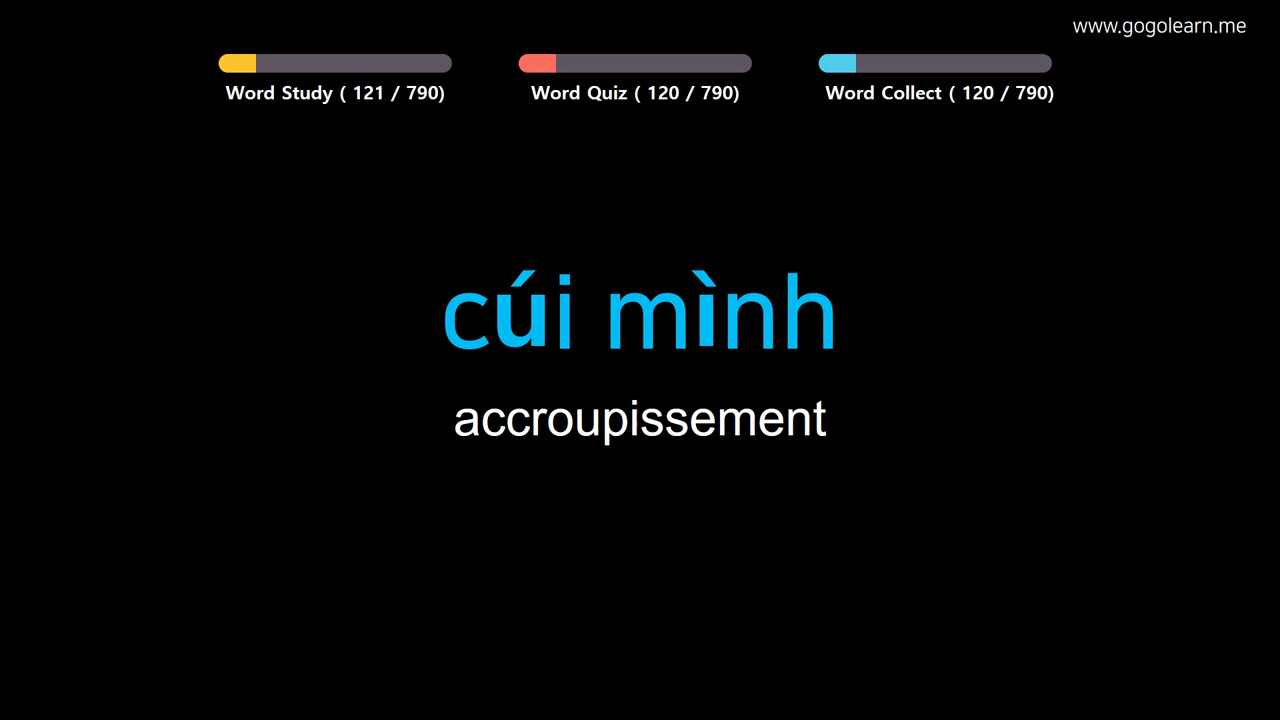 www.gogolearn.me
Word Study ( 121 / 790)
Word Quiz ( 120 / 790)
Word Collect ( 120 / 790)
cúi mình
accroupissement